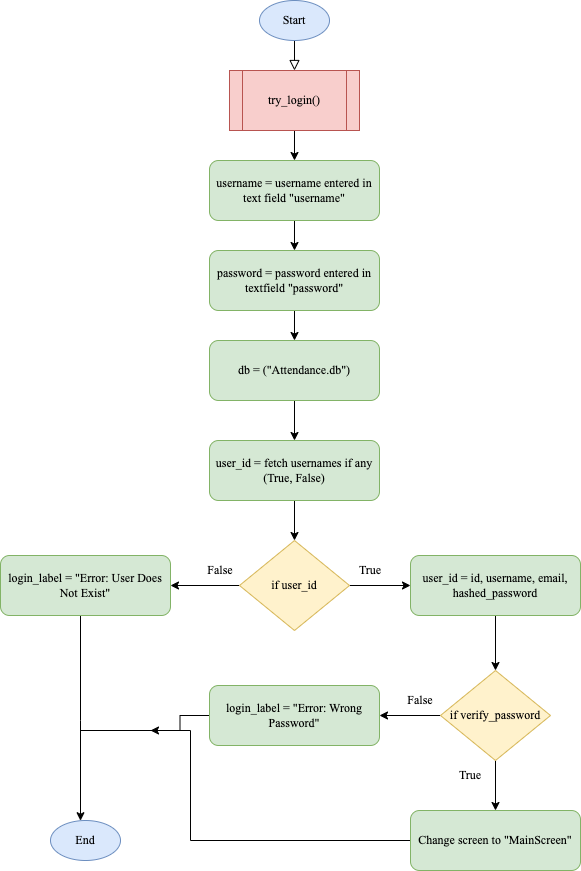 Start
try_login()
username = username entered in
text field "username"
password = password entered in
textfield "password"
db = ("Attendance.db")
user_id = fetch usernames if any
(True, False)
False
True
login_label = "Error: User Does
Not Exist"
if user_id
user_id = id, username, email,
hashed_password
False
login_label = "Error: Wrong
Password"
if verify_password
True
End
Change screen to "MainScreen"